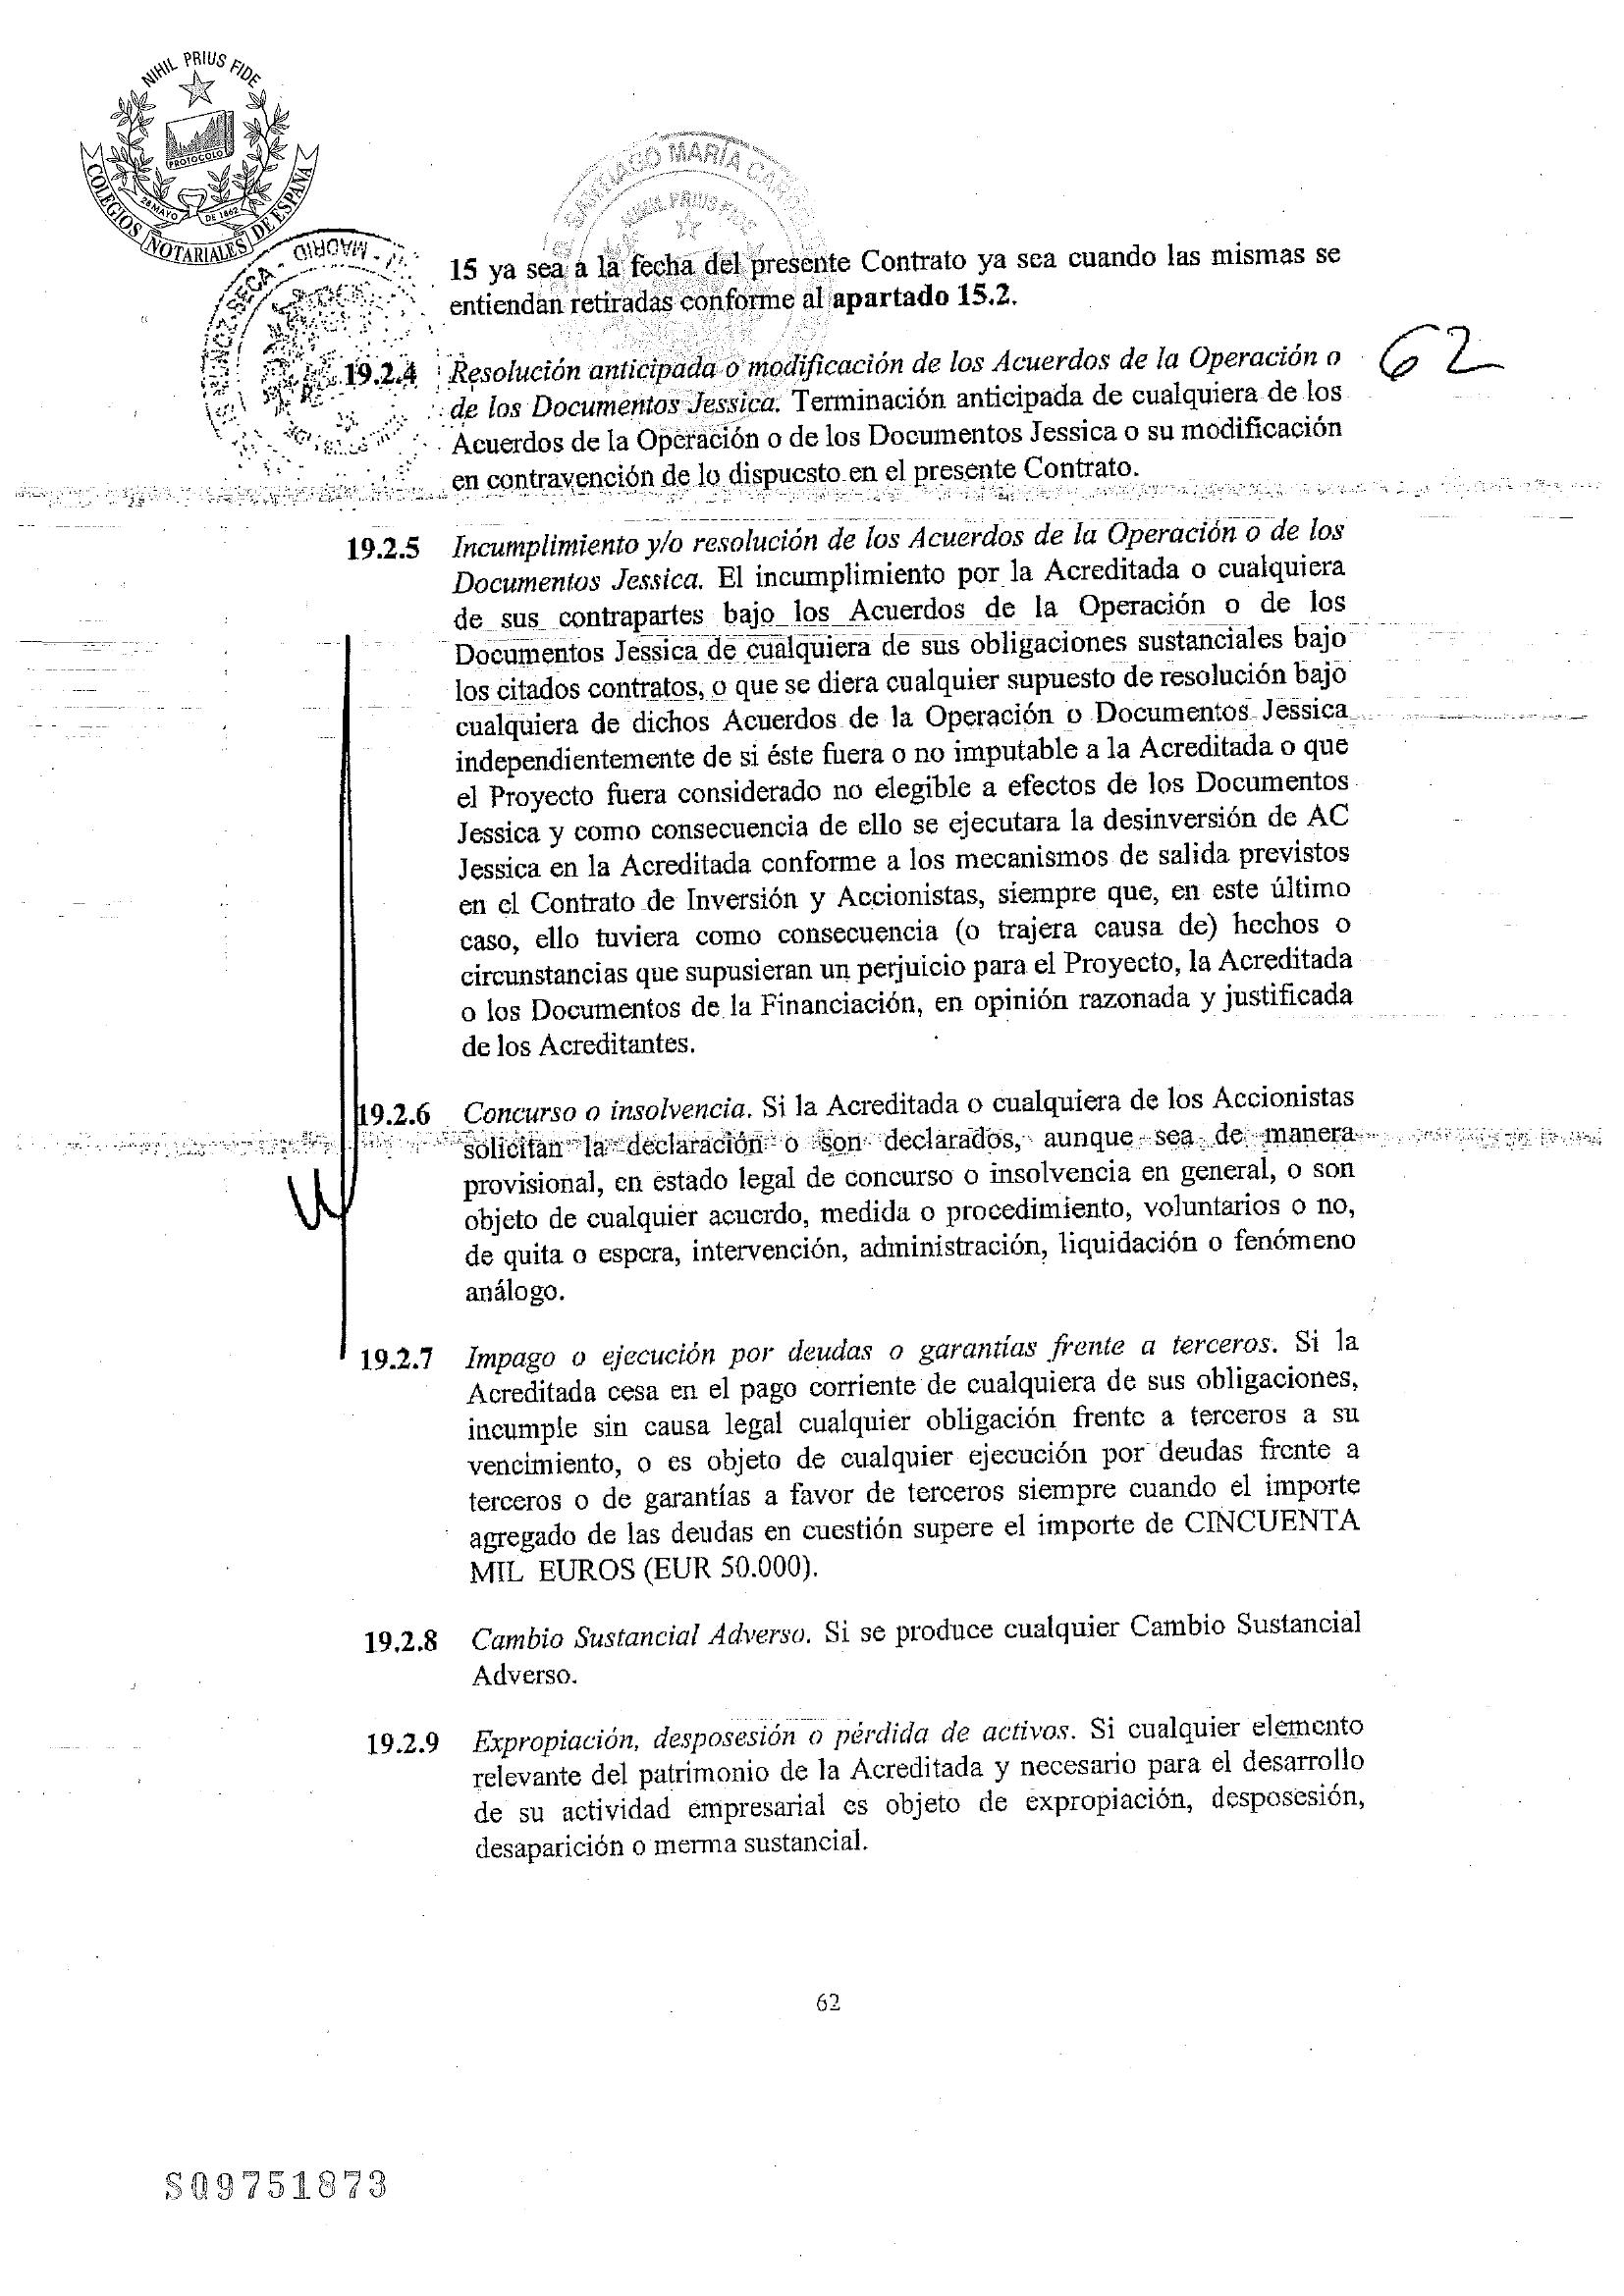 NIHIL PRIUS FIDE
PROTOCOLO
28 MAYO DE 1862
COLEGIOS NOTARIALES DE ESPAÑA
SANTIAGO MARÍA
NIHIL PRIUS FIDE
MADRID
15 ya sea a la fecha del presente Contrato ya sea cuando las mismas se
entiendan retiradas conforme al apartado 15.2.
62
19.2.4 Resolución anticipada o modificación de los Acuerdos de la Operación o
de los Documentos Jessica. Terminación anticipada de cualquiera de los
Acuerdos de la Operación o de los Documentos Jessica o su modificación
en contravención de lo dispuesto en el presente Contrato.
19.2.5 Incumplimiento y/o resolución de los Acuerdos de la Operación o de los
Documentos Jessica. El incumplimiento por la Acreditada o cualquiera
de sus contrapartes bajo los Acuerdos de la Operación o de los
Documentos Jessica de cualquiera de sus obligaciones sustanciales bajo
los citados contratos, o que se diera cualquier supuesto de resolución bajo
cualquiera de dichos Acuerdos de la Operación o Documentos Jessica
independientemente de si éste fuera o no imputable a la Acreditada o que
el Proyecto fuera considerado no elegible a efectos de los Documentos
Jessica y como consecuencia de ello se ejecutara la desinversión de AC
Jessica en la Acreditada conforme a los mecanismos de salida previstos
en el Contrato de Inversión y Accionistas, siempre que, en este último
caso, ello tuviera como consecuencia (o trajera causa de) hechos o
circunstancias que supusieran un perjuicio para el Proyecto, la Acreditada
o los Documentos de la Financiación, en opinión razonada y justificada
de los Acreditantes.
19.2.6 Concurso o insolvencia. Si la Acreditada o cualquiera de los Accionistas
solicitan la declaración o son declarados, aunque sea de manera
provisional, en estado legal de concurso o insolvencia en general, o son
objeto de cualquier acuerdo, medida o procedimiento, voluntarios o no,
de quita o espera, intervención, administración, liquidación o fenómeno
análogo.
19.2.7 Impago o ejecución por deudas o garantías frente a terceros. Si la
Acreditada cesa en el pago corriente de cualquiera de sus obligaciones,
incumple sin causa legal cualquier obligación frente a terceros a su
vencimiento, o es objeto de cualquier ejecución por deudas frente a
terceros o de garantías a favor de terceros siempre cuando el importe
agregado de las deudas en cuestión supere el importe de CINCUENTA
MIL EUROS (EUR 50.000).
19.2.8 Cambio Sustancial Adverso. Si se produce cualquier Cambio Sustancial
Adverso.
19.2.9 Expropiación, desposesión o pérdida de activos. Si cualquier elemento
relevante del patrimonio de la Acreditada y necesario para el desarrollo
de su actividad empresarial es objeto de expropiación, desposesión,
desaparición o merma sustancial.
62
S09751873